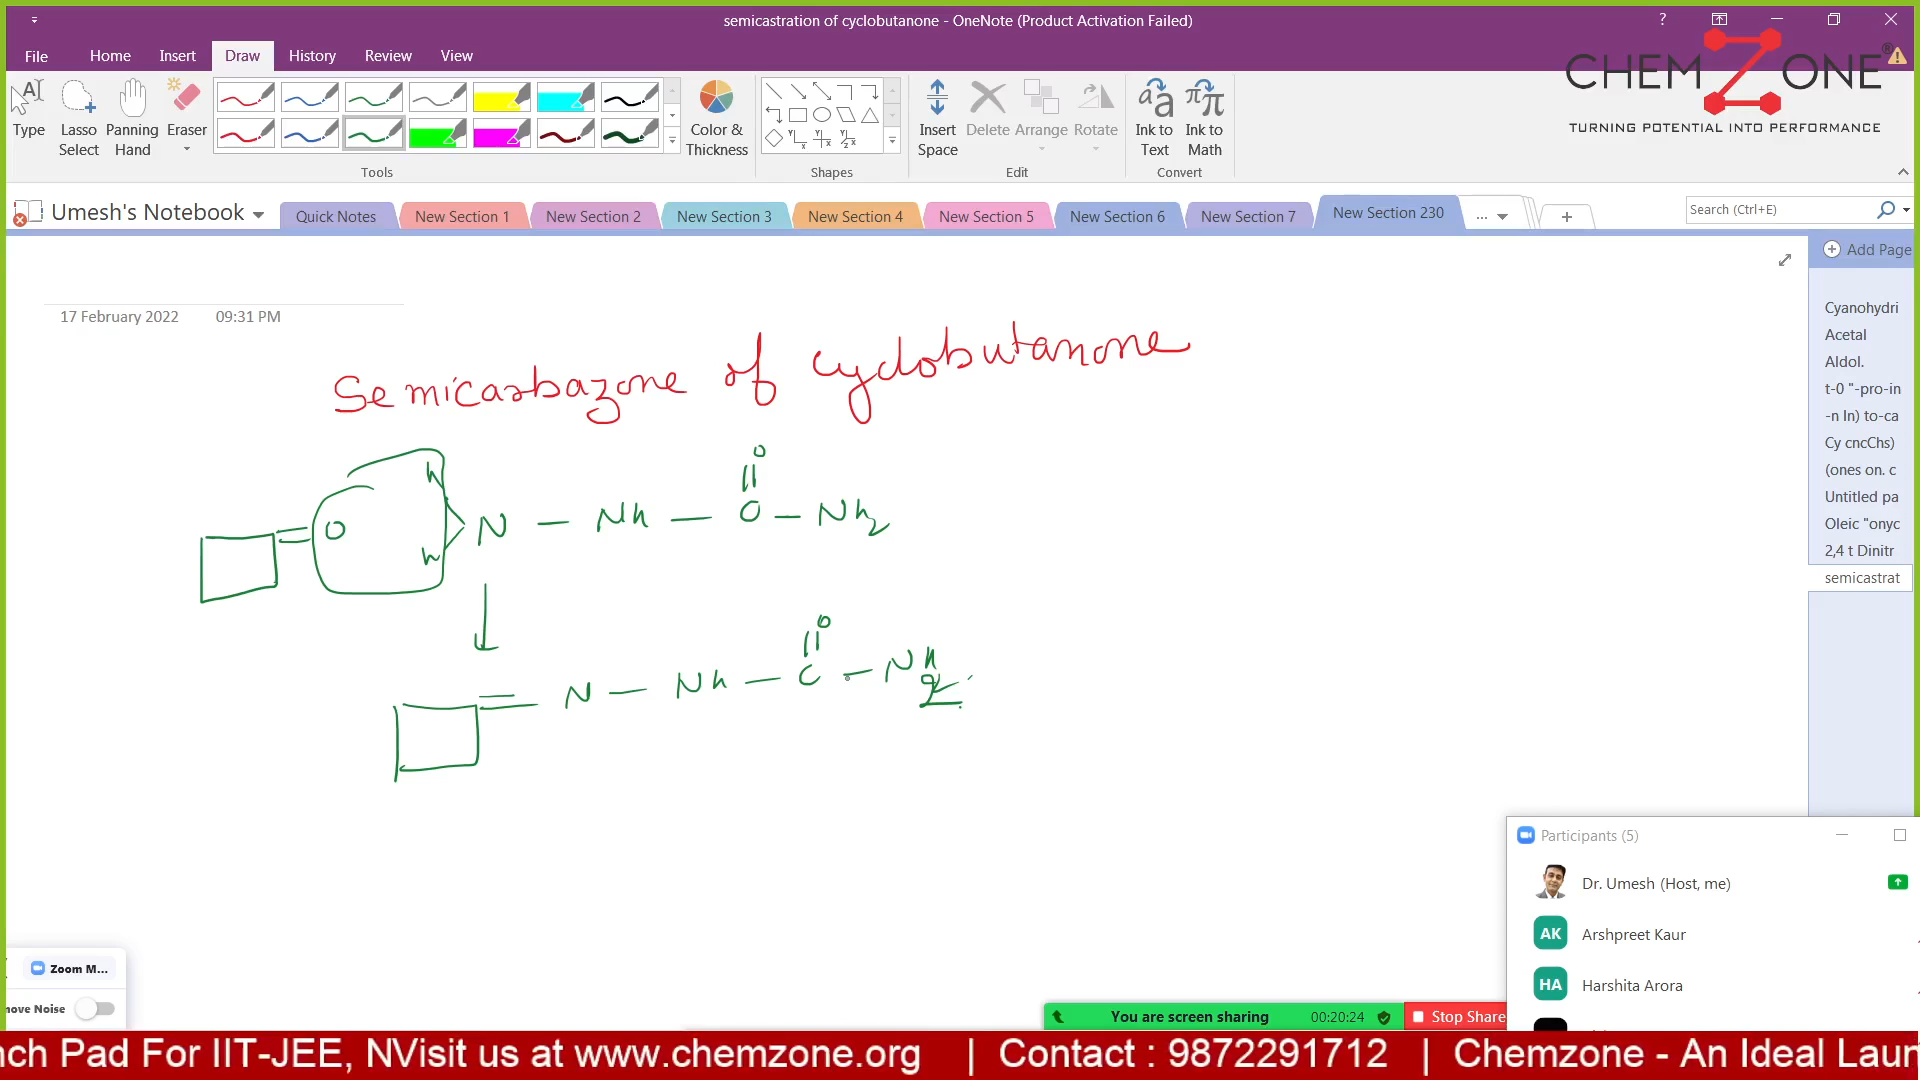 semicastration of cyclobutanone - OneNote (Product Activation Failed)
?
File Home Insert Draw History Review View
CHEMZONE®
TURNING POTENTIAL INTO PERFORMANCE
Type
Lasso Select
Panning Hand
Eraser
Color & Thickness
Insert Space
Delete
Arrange
Rotate
Ink to Text
Ink to Math
Tools Shapes Edit Convert
Umesh's Notebook
Quick Notes New Section 1 New Section 2 New Section 3 New Section 4 New Section 5 New Section 6 New Section 7 New Section 230 ... +
Search (Ctrl+E)
Add Page
17 February 2022 09:31 PM
Cyanohydri
Acetal
Aldol.
t-0 "-pro-in
-n In) to-ca
Cy cncChs)
(ones on. c
Untitled pa
Oleic "onyc
2,4 t Dinitr
semicastrat
Semicarbazone of cyclobutanone
O
H
H
N - NH - C - NH2
O
=
O
N - NH - C - NH2
Participants (5)
Dr. Umesh (Host, me)
AK Arshpreet Kaur
HA Harshita Arora
Zoom M...
nove Noise
You are screen sharing 00:20:24 Stop Share
nch Pad For IIT-JEE, NVisit us at www.chemzone.org | Contact : 9872291712 | Chemzone - An Ideal Laun